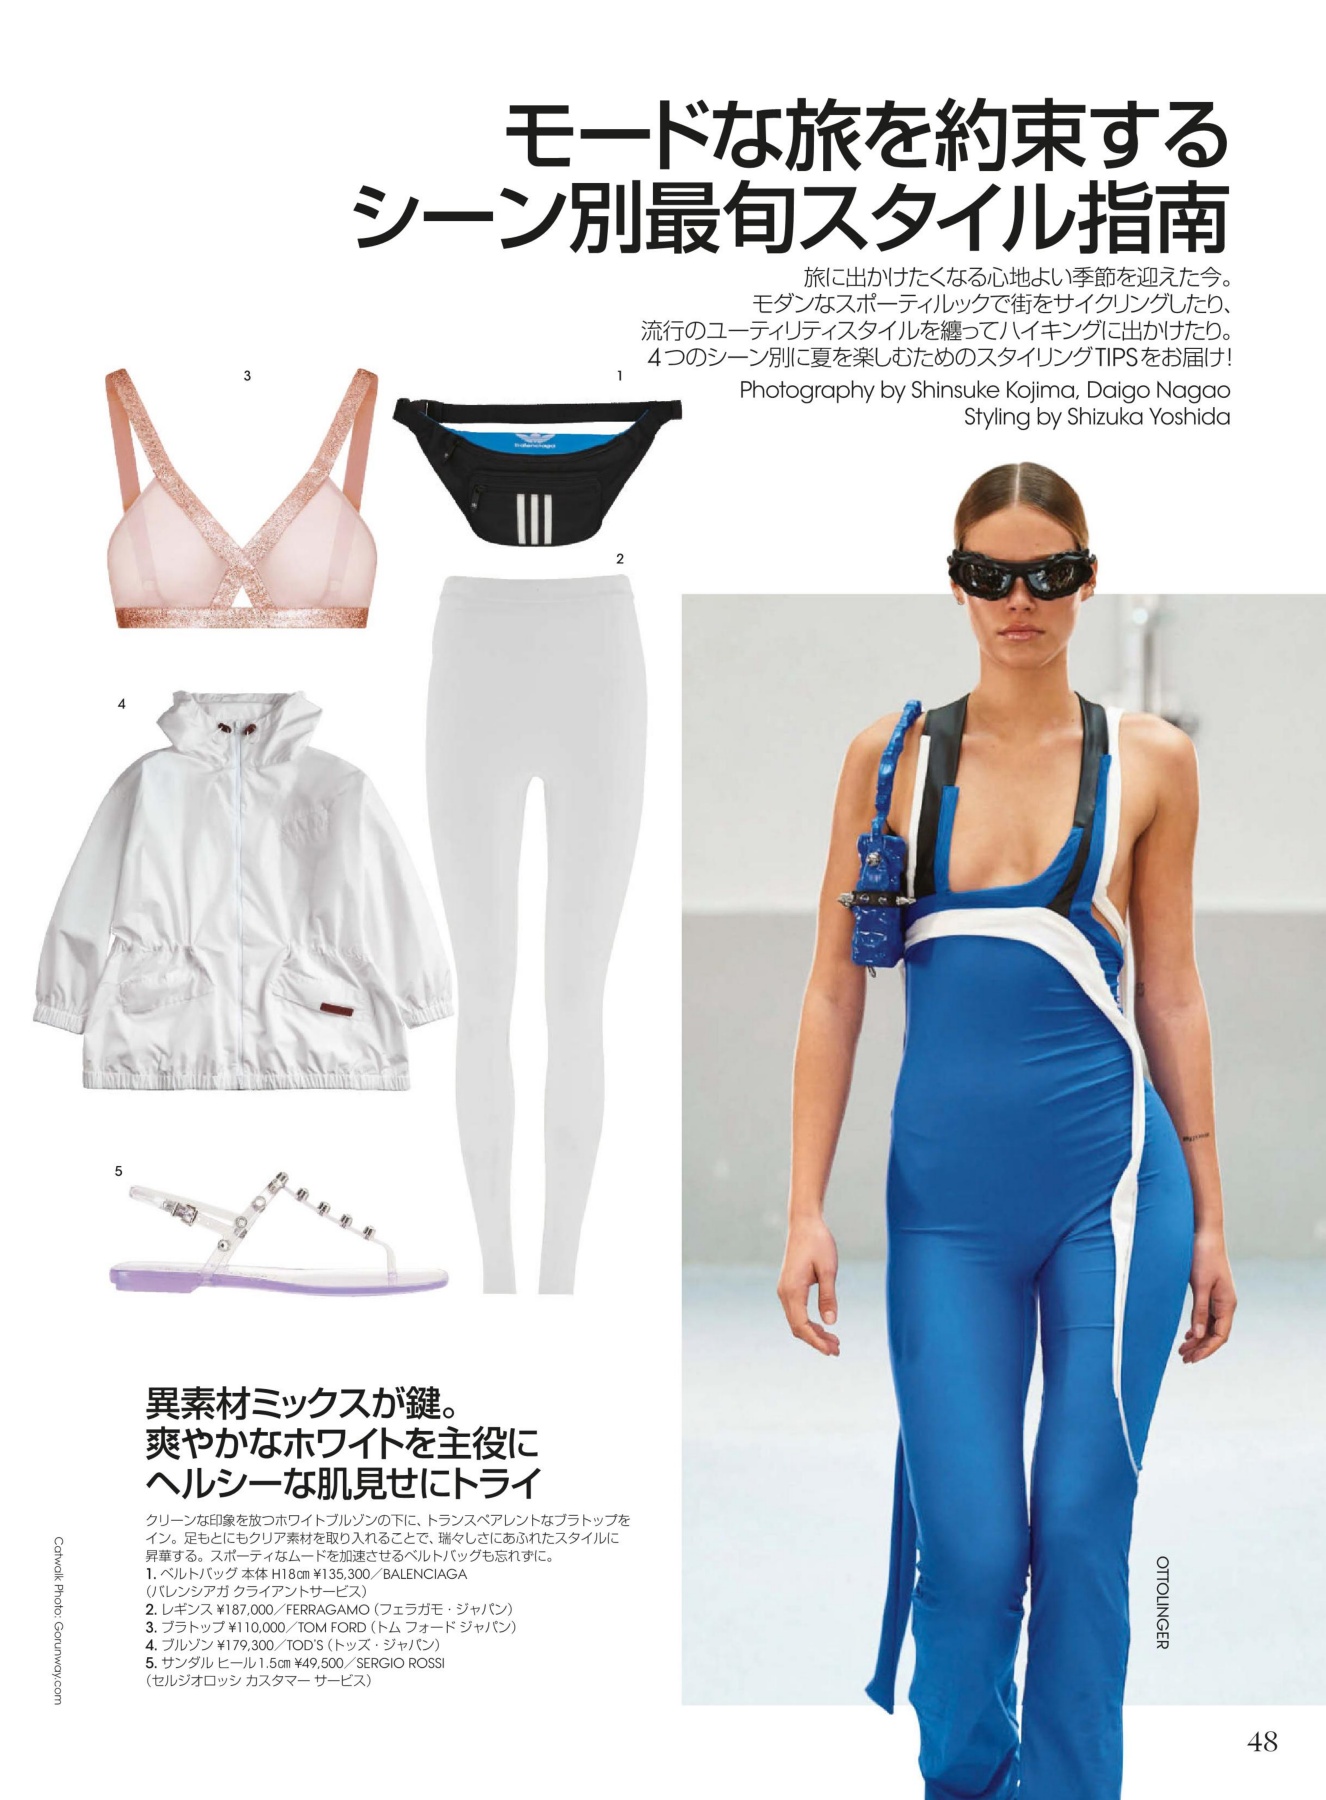 モードな旅を約束する
シーン別最旬スタイル指南
旅に出かけたくなる心地よい季節を迎えた今。
モダンなスポーティルックで街をサイクリングしたり、
流行のユーティリティスタイルを纏ってハイキングに出かけたり。
4つのシーン別に夏を楽しむためのスタイリングTIPSをお届け!
Photography by Shinsuke Kojima, Daigo Nagao
Styling by Shizuka Yoshida
3
1
2
4
5
異素材ミックスが鍵。
爽やかなホワイトを主役に
ヘルシーな肌見せにトライ
クリーンな印象を放つホワイトブルゾンの下に、トランスペアレントなブラトップを
イン。足もとにもクリア素材を取り入れることで、瑞々しさにあふれたスタイルに
昇華する。スポーティなムードを加速させるベルトバッグも忘れずに。
1. ベルトバッグ 本体 H18㎝ ¥135,300/BALENCIAGA
(バレンシアガ クライアントサービス)
2. レギンス ¥187,000/FERRAGAMO(フェラガモ・ジャパン)
3. ブラトップ ¥110,000/TOM FORD(トム フォード ジャパン)
4. ブルゾン ¥179,300/TOD'S(トッズ・ジャパン)
5. サンダル ヒール1.5㎝ ¥49,500/SERGIO ROSSI
(セルジオロッシ カスタマー サービス)
Catwalk Photo: Gorunway.com
OTTOLINGER
48